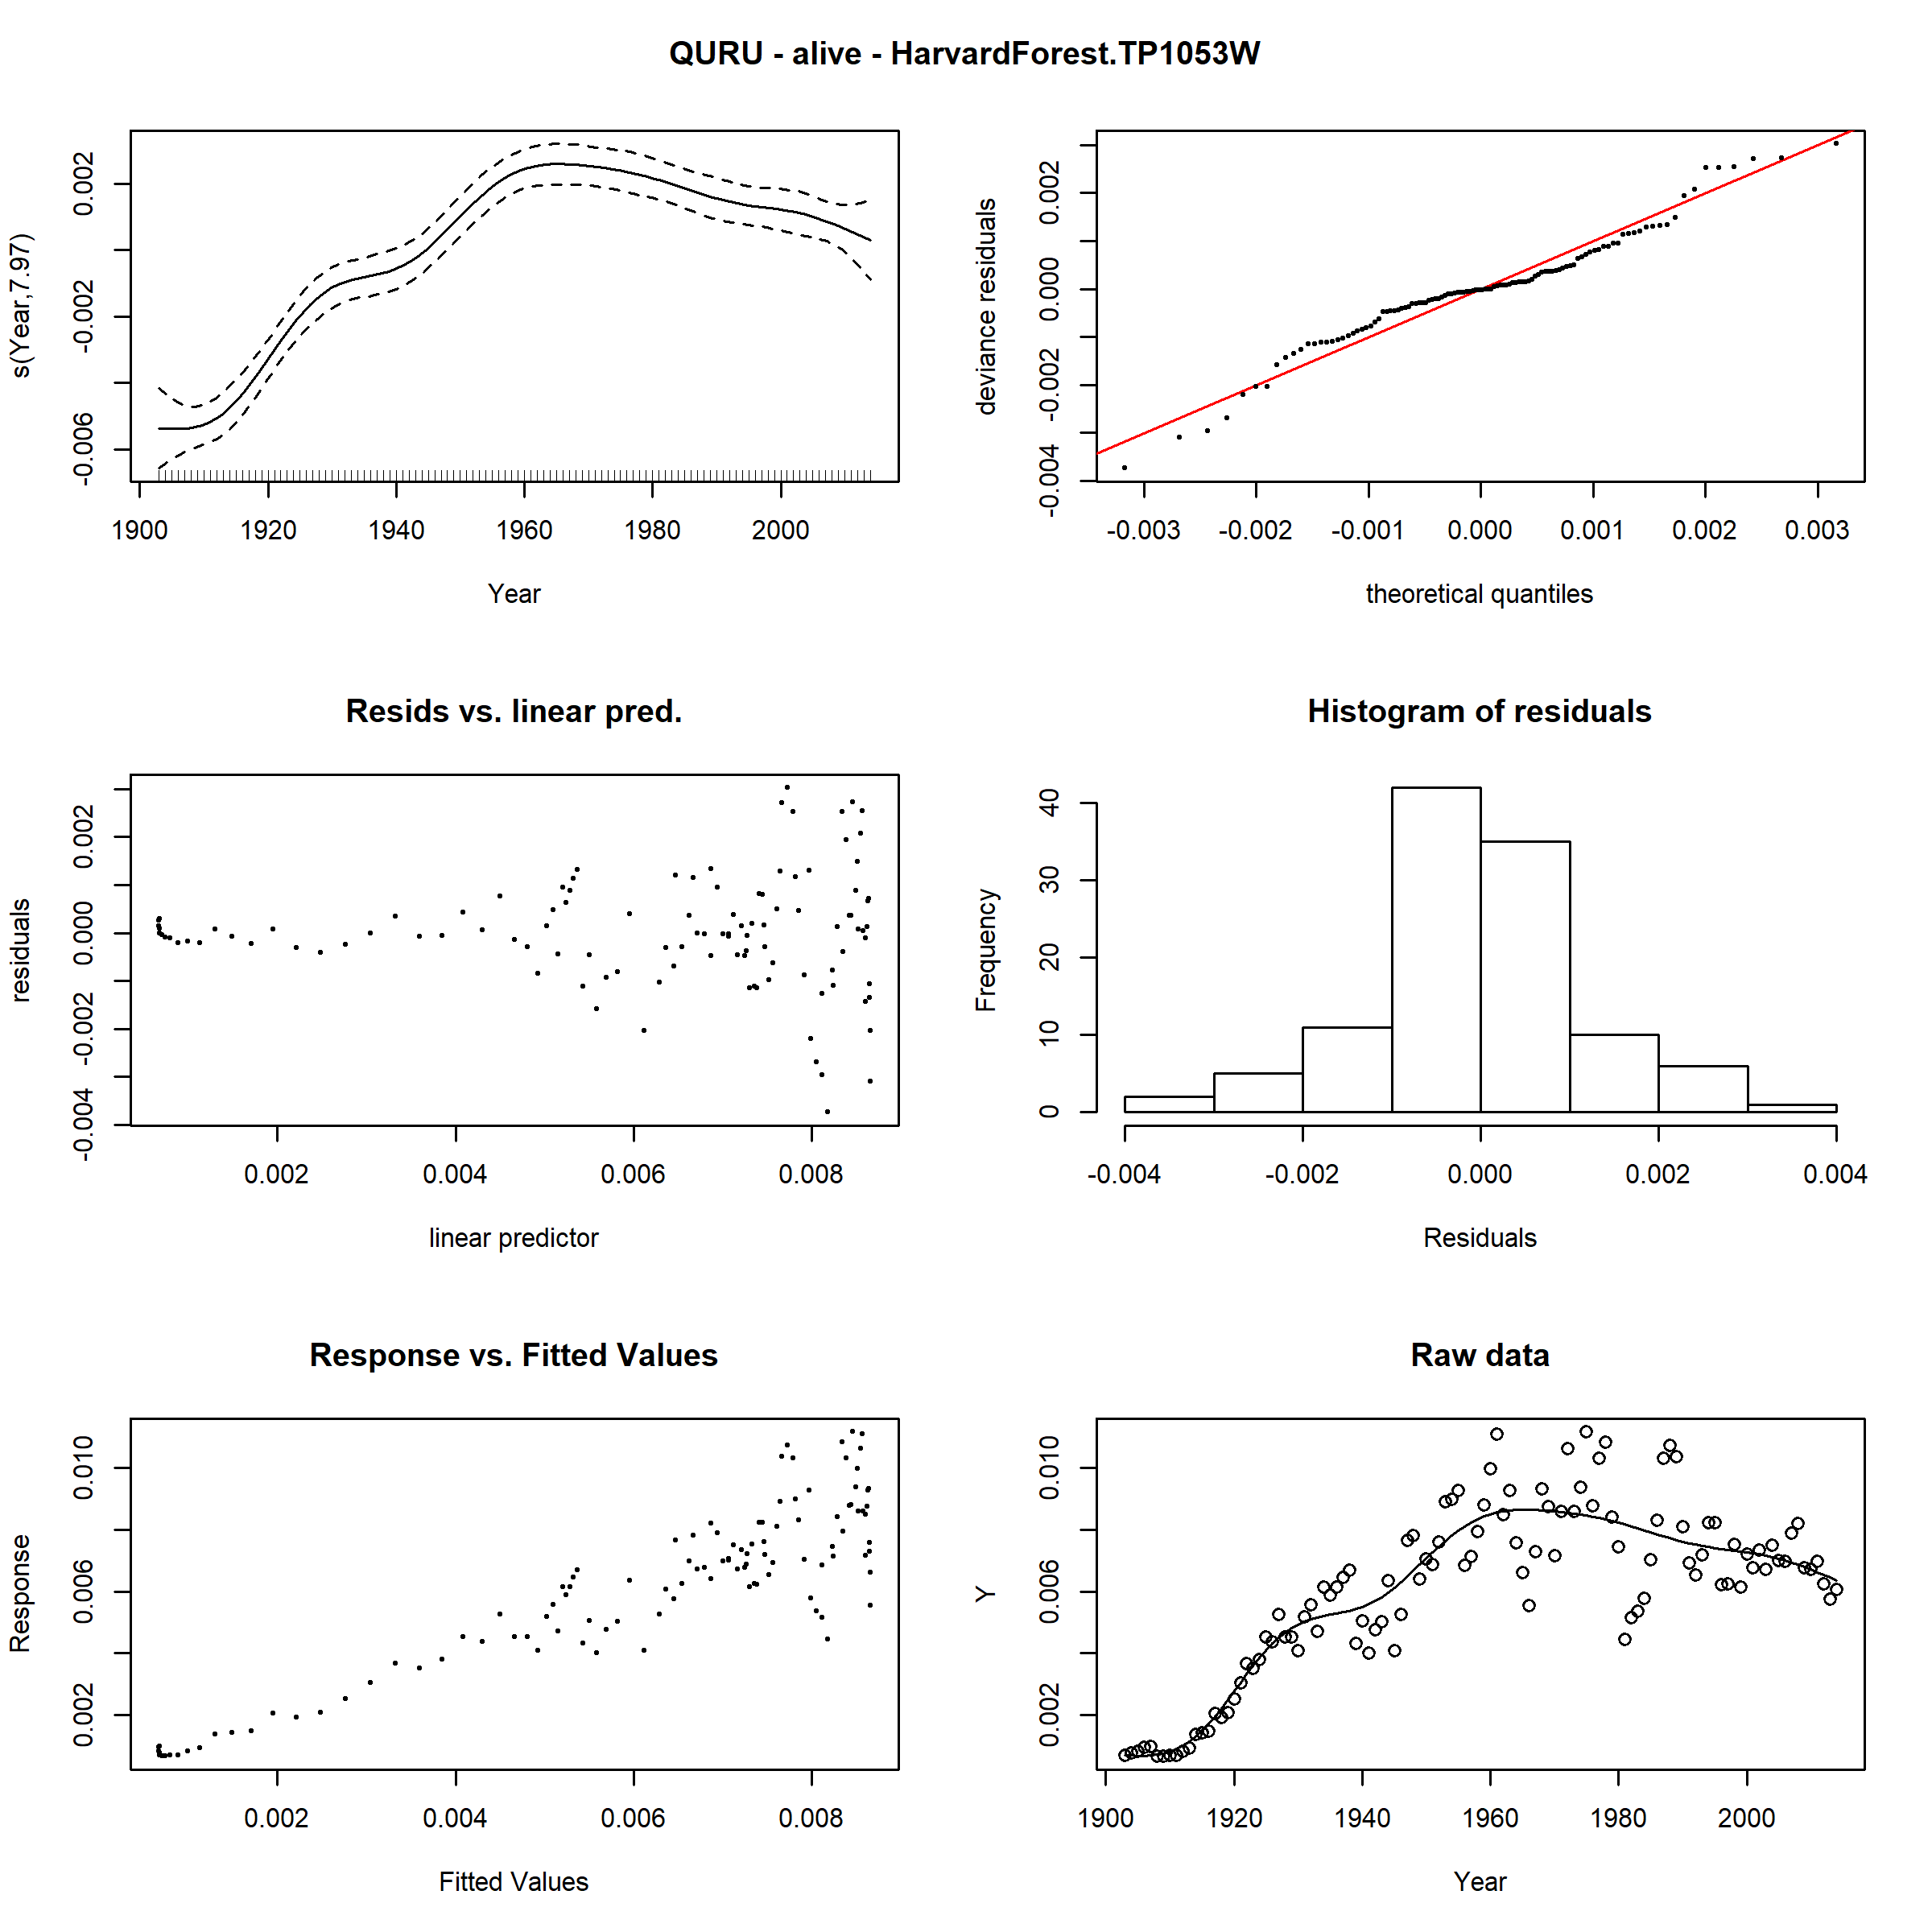 QURU - alive - HarvardForest.TP1053W
s(Year,7.97)
0.002
-0.002
-0.006
1900 1920 1940 1960 1980 2000
Year
deviance residuals
0.002
0.000
-0.002
-0.004
-0.003 -0.002 -0.001 0.000 0.001 0.002 0.003
theoretical quantiles
Resids vs. linear pred.
residuals
0.002
0.000
-0.002
-0.004
0.002 0.004 0.006 0.008
linear predictor
Histogram of residuals
Frequency
40
30
20
10
0
-0.004 -0.002 0.000 0.002 0.004
Residuals
Response vs. Fitted Values
Response
0.010
0.006
0.002
0.002 0.004 0.006 0.008
Fitted Values
Raw data
Y
0.010
0.006
0.002
1900 1920 1940 1960 1980 2000
Year